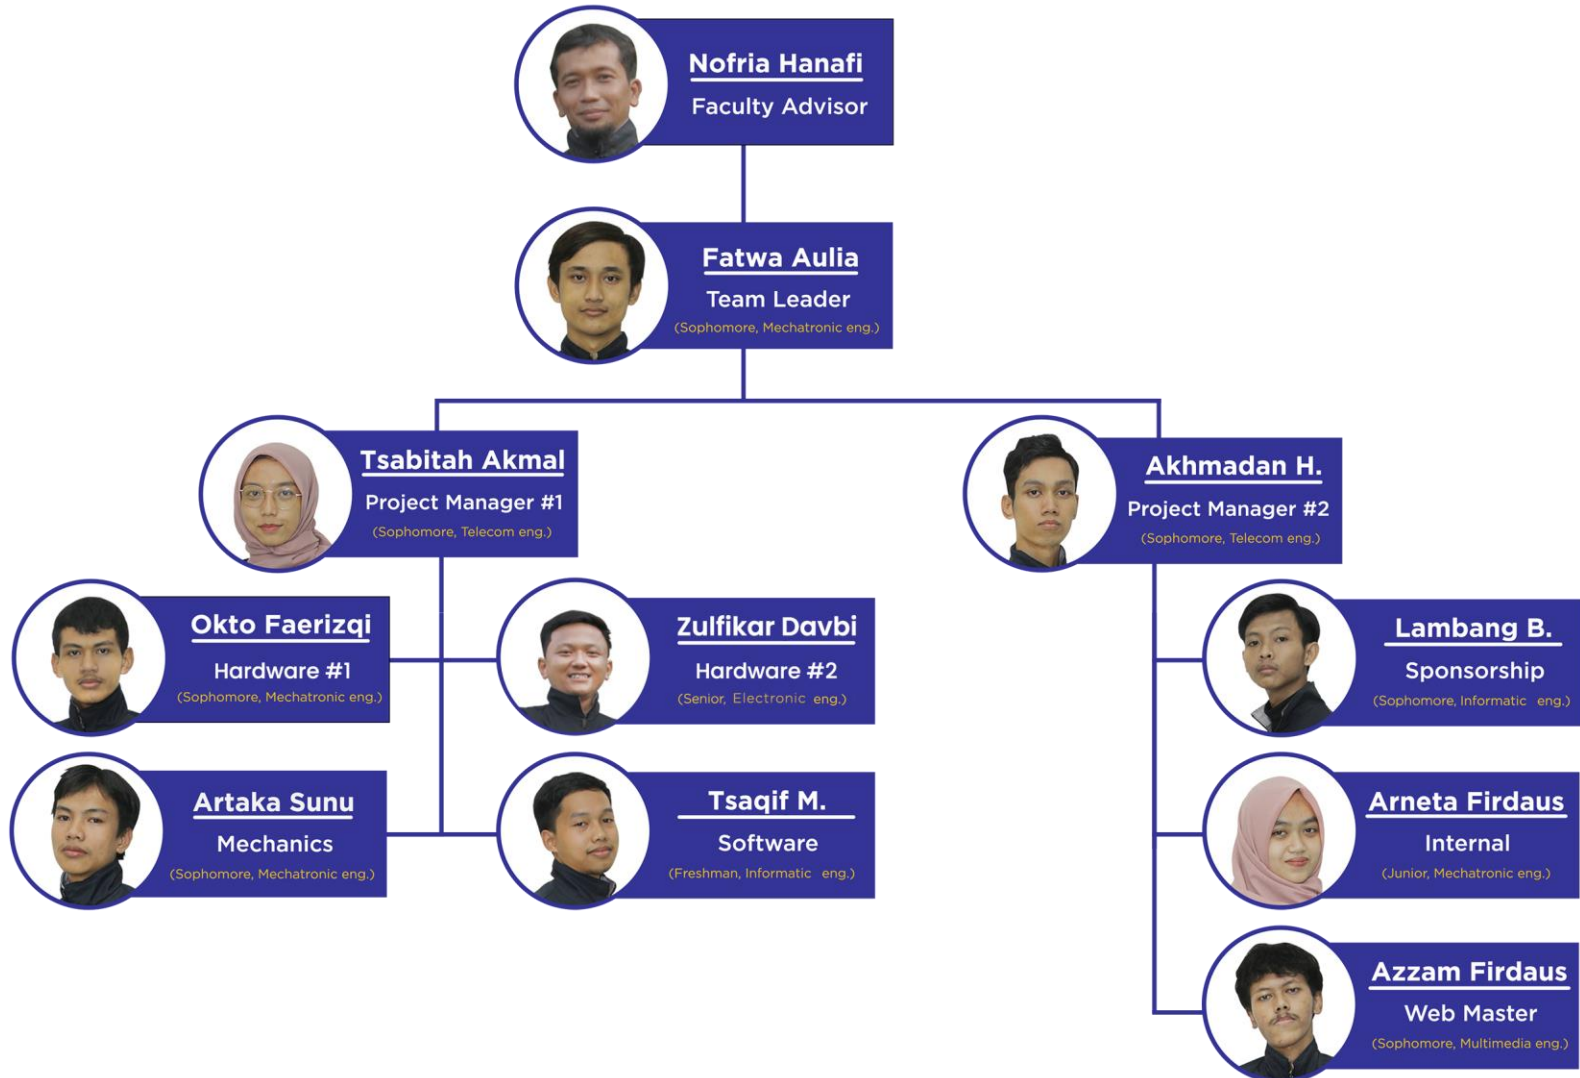 Nofria Hanafi
Faculty Advisor
Fatwa Aulia
Team Leader
(Sophomore, Mechatronic eng.)
Tsabitah Akmal
Project Manager #1
(Sophomore, Telecom eng.)
Akhmadan H.
Project Manager #2
(Sophomore, Telecom eng.)
Okto Faerizqi
Hardware #1
(Sophomore, Mechatronic eng.)
Zulfikar Davbi
Hardware #2
(Senior, Electronic eng.)
Lambang B.
Sponsorship
(Sophomore, Informatic eng.)
Artaka Sunu
Mechanics
(Sophomore, Mechatronic eng.)
Tsaqif M.
Software
(Freshman, Informatic eng.)
Arneta Firdaus
Internal
(Junior, Mechatronic eng.)
Azzam Firdaus
Web Master
(Sophomore, Multimedia eng.)